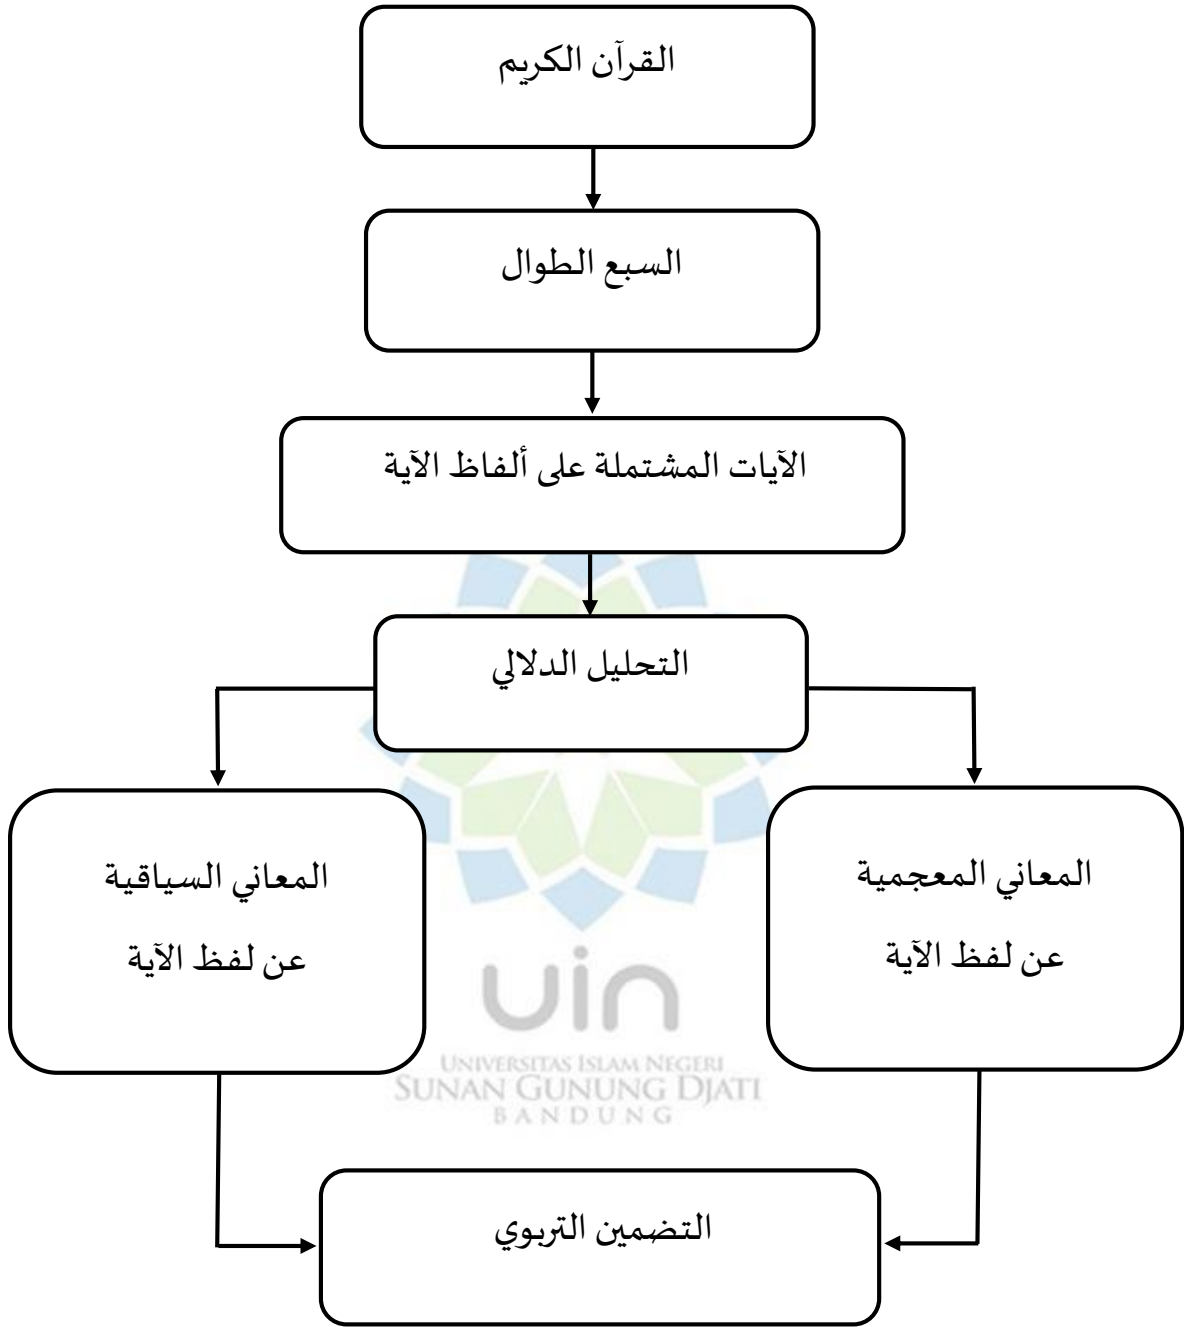 القرآن الكريم
السبع الطوال
الآيات المشتملة على ألفاظ الآية
التحليل الدلالي
المعاني المعجمية
عن لفظ الآية
المعاني السياقية
عن لفظ الآية
uin
UNIVERSITAS ISLAM NEGERI
SUNAN GUNUNG DJATI
BANDUNG
التضمين التربوي